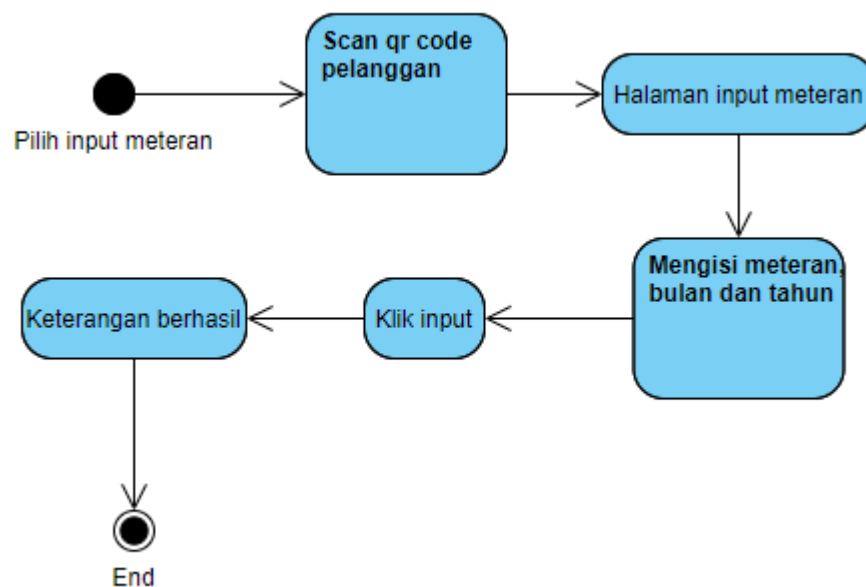 Scan qr code
pelanggan
Pilih input meteran
Halaman input meteran
Mengisi meteran,
bulan dan tahun
Klik input
Keterangan berhasil
End